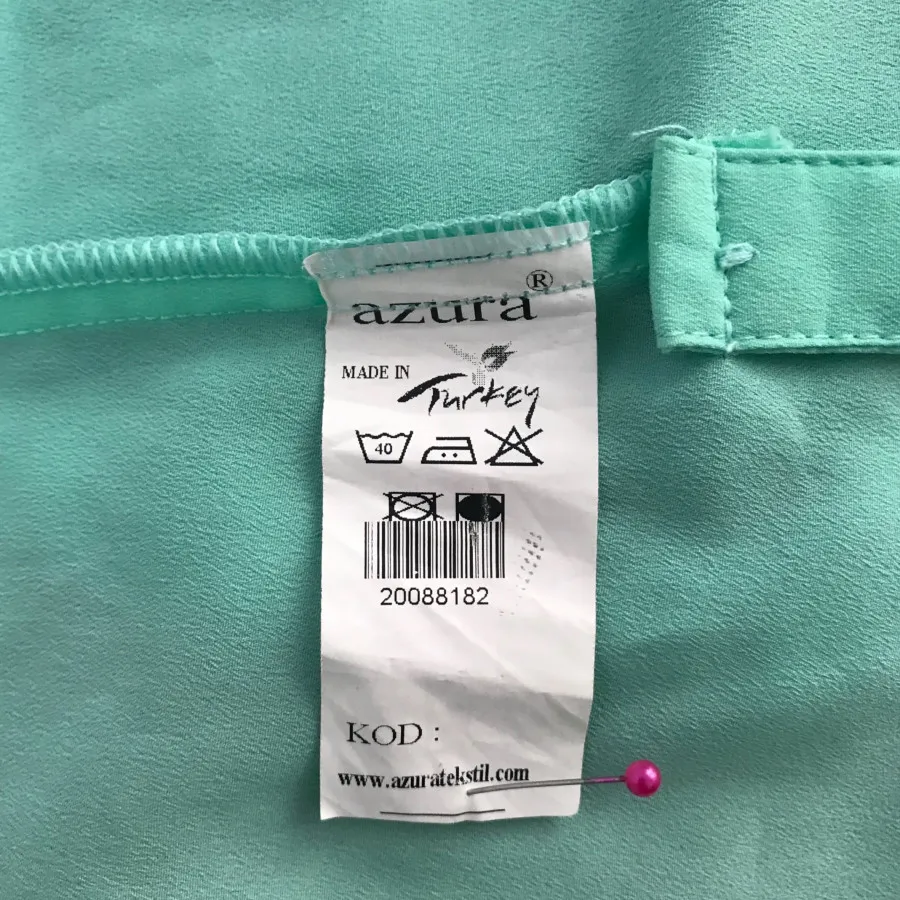 azura®
MADE IN
Turkey
40
20088182
KOD :
www.azuratekstil.com